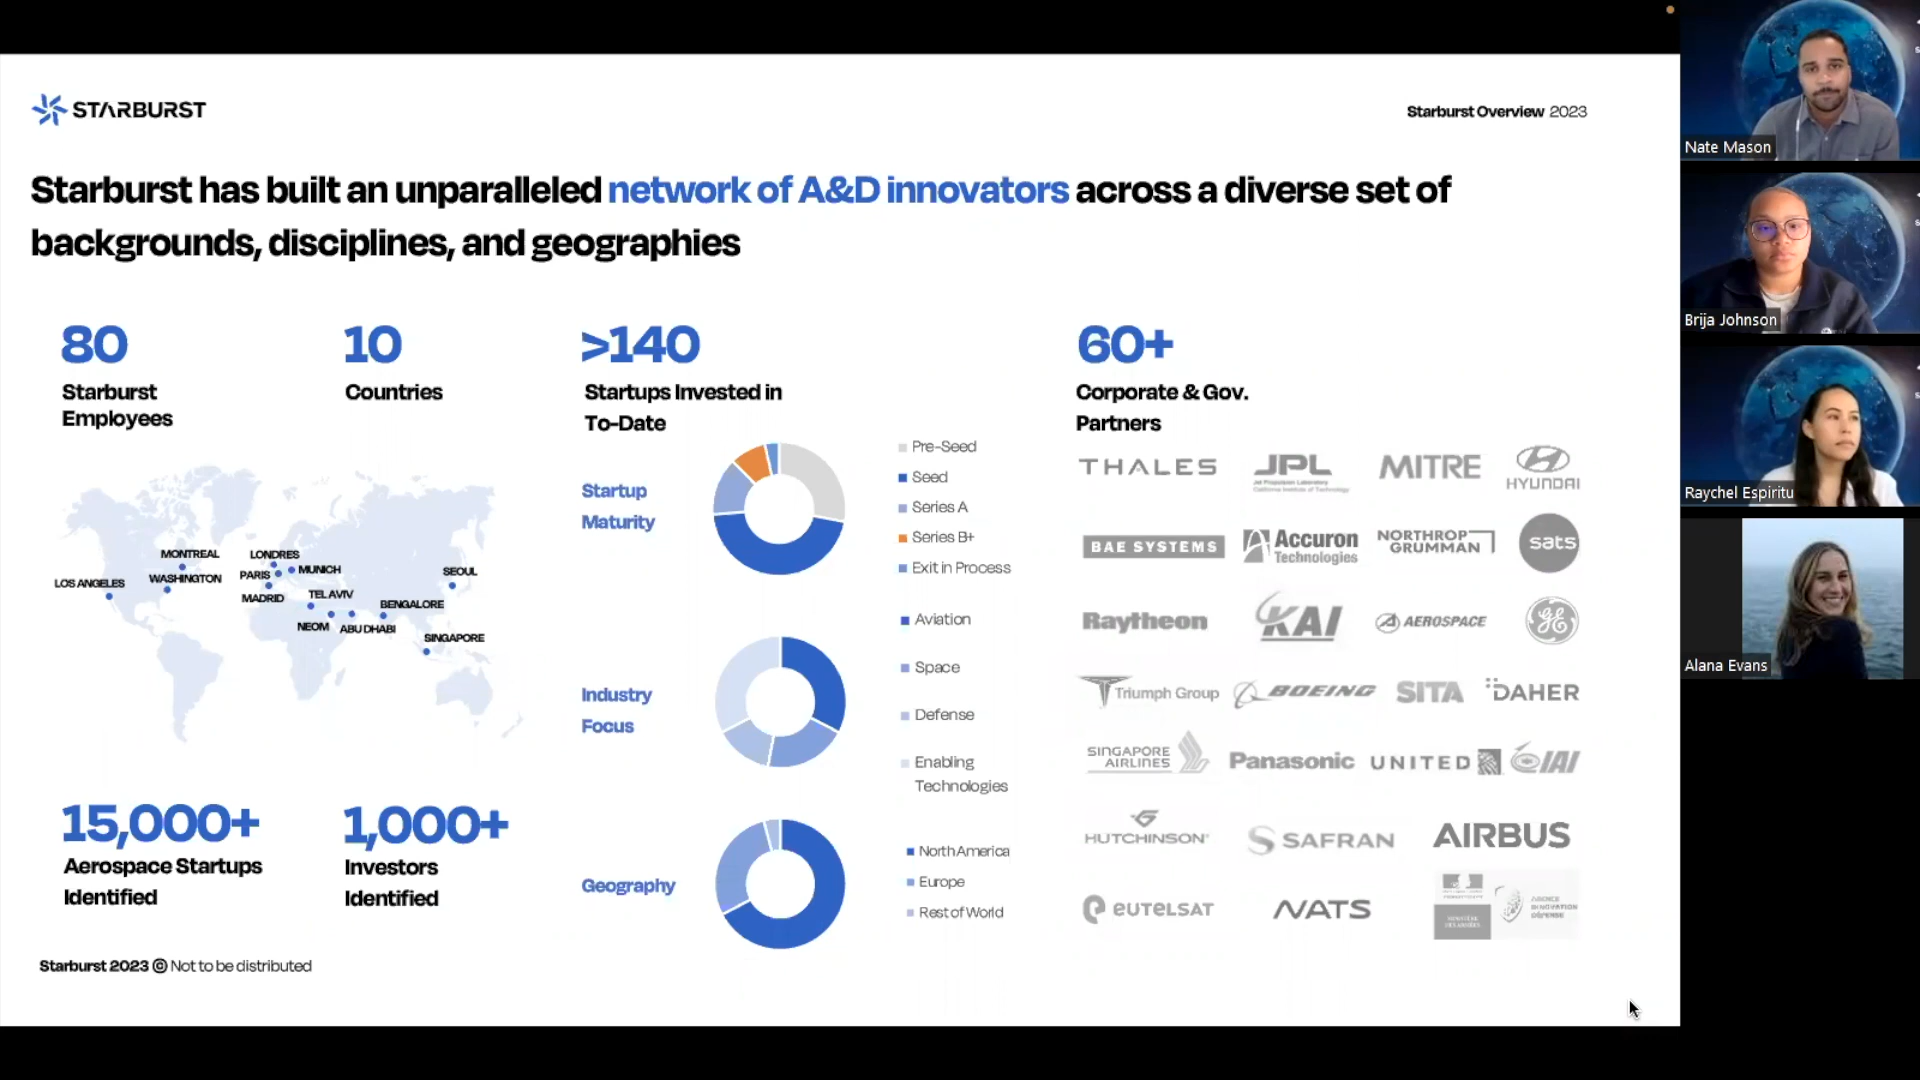 STARBURST
Starburst Overview 2023
Starburst has built an unparalleled network of A&D innovators across a diverse set of
backgrounds, disciplines, and geographies
80
Starburst
Employees
10
Countries
>140
Startups Invested in
To-Date
60+
Corporate & Gov.
Partners
MONTREAL
LONDRES
LOS ANGELES
WASHINGTON
PARIS
MUNICH
SEOUL
MADRID
TEL AVIV
BENGALORE
NEOM
ABU DHABI
SINGAPORE
15,000+
Aerospace Startups
Identified
1,000+
Investors
Identified
Startup
Maturity
Pre-Seed
Seed
Series A
Series B+
Exit in Process
Industry
Focus
Aviation
Space
Defense
Enabling
Technologies
Geography
North America
Europe
Rest of World
THALES
JPL
Jet Propulsion Laboratory
California Institute of Technology
MITRE
HYUNDAI
BAE SYSTEMS
Accuron
Technologies
NORTHROP
GRUMMAN
sats
Raytheon
KAI
AEROSPACE
GE
Triumph Group
BOEING
SITA
DAHER
SINGAPORE
AIRLINES
Panasonic
UNITED
IAI
HUTCHINSON
SAFRAN
AIRBUS
eutelsat
NATS
Starburst 2023 © Not to be distributed
Nate Mason
Brija Johnson
Raychel Espiritu
Alana Evans